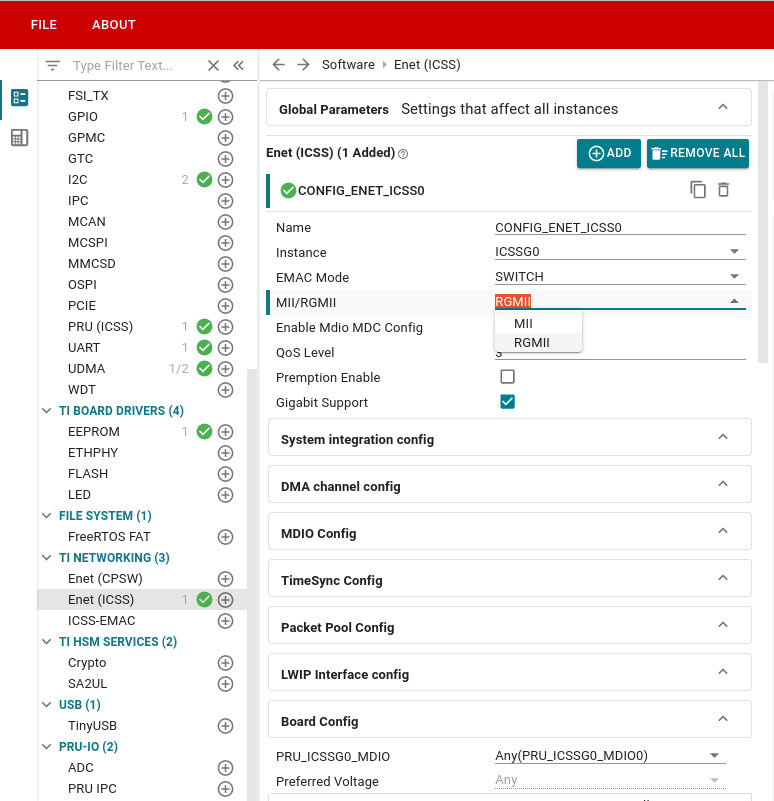 FILE ABOUT
Type Filter Text...
FSI_TX
GPIO 1
GPMC
GTC
I2C 2
IPC
MCAN
MCSPI
MMCSD
OSPI
PCIE
PRU (ICSS) 1
UART 1
UDMA 1/2
WDT
TI BOARD DRIVERS (4)
EEPROM 1
ETHPHY
FLASH
LED
FILE SYSTEM (1)
FreeRTOS FAT
TI NETWORKING (3)
Enet (CPSW)
Enet (ICSS) 1
ICSS-EMAC
TI HSM SERVICES (2)
Crypto
SA2UL
USB (1)
TinyUSB
PRU-IO (2)
ADC
PRU IPC
Software › Enet (ICSS)
Global Parameters Settings that affect all instances
Enet (ICSS) (1 Added) ADD REMOVE ALL
CONFIG_ENET_ICSS0
Name CONFIG_ENET_ICSS0
Instance ICSSG0
EMAC Mode SWITCH
MII/RGMII RGMII
MII
RGMII
Enable Mdio MDC Config
QoS Level 3
Premption Enable
Gigabit Support
System integration config
DMA channel config
MDIO Config
TimeSync Config
Packet Pool Config
LWIP Interface config
Board Config
PRU_ICSSG0_MDIO Any(PRU_ICSSG0_MDIO0)
Preferred Voltage Any